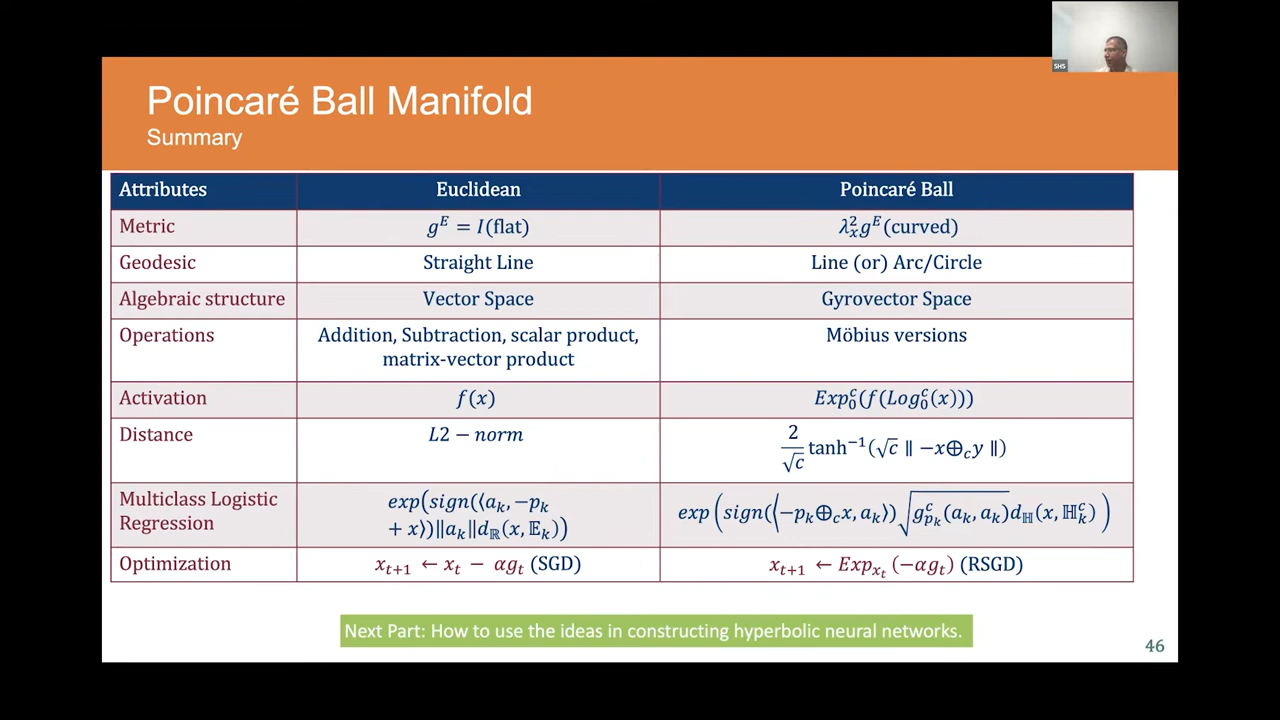 SHS
Poincaré Ball Manifold
Summary
Attributes Euclidean Poincaré Ball
Metric g^E = I(flat) λ_x^2 g^E(curved)
Geodesic Straight Line Line (or) Arc/Circle
Algebraic structure Vector Space Gyrovector Space
Operations Addition, Subtraction, scalar product, Möbius versions
matrix-vector product
Activation f(x) Exp_0^c(f(Log_0^c(x)))
Distance L2 − norm 2/√c tanh^−1(√c ∥ −x⊕_c y ∥)
Multiclass Logistic exp(sign(⟨a_k, −p_k exp(sign(⟨−p_k⊕_c x, a_k⟩)√g_{p_k}^c(a_k, a_k) d_ℍ(x, ℍ_k^c))
Regression + x⟩)∥a_k∥d_ℝ(x, 𝔼_k))
Optimization x_{t+1} ← x_t − αg_t (SGD) x_{t+1} ← Exp_{x_t}(−αg_t) (RSGD)
Next Part: How to use the ideas in constructing hyperbolic neural networks.
46